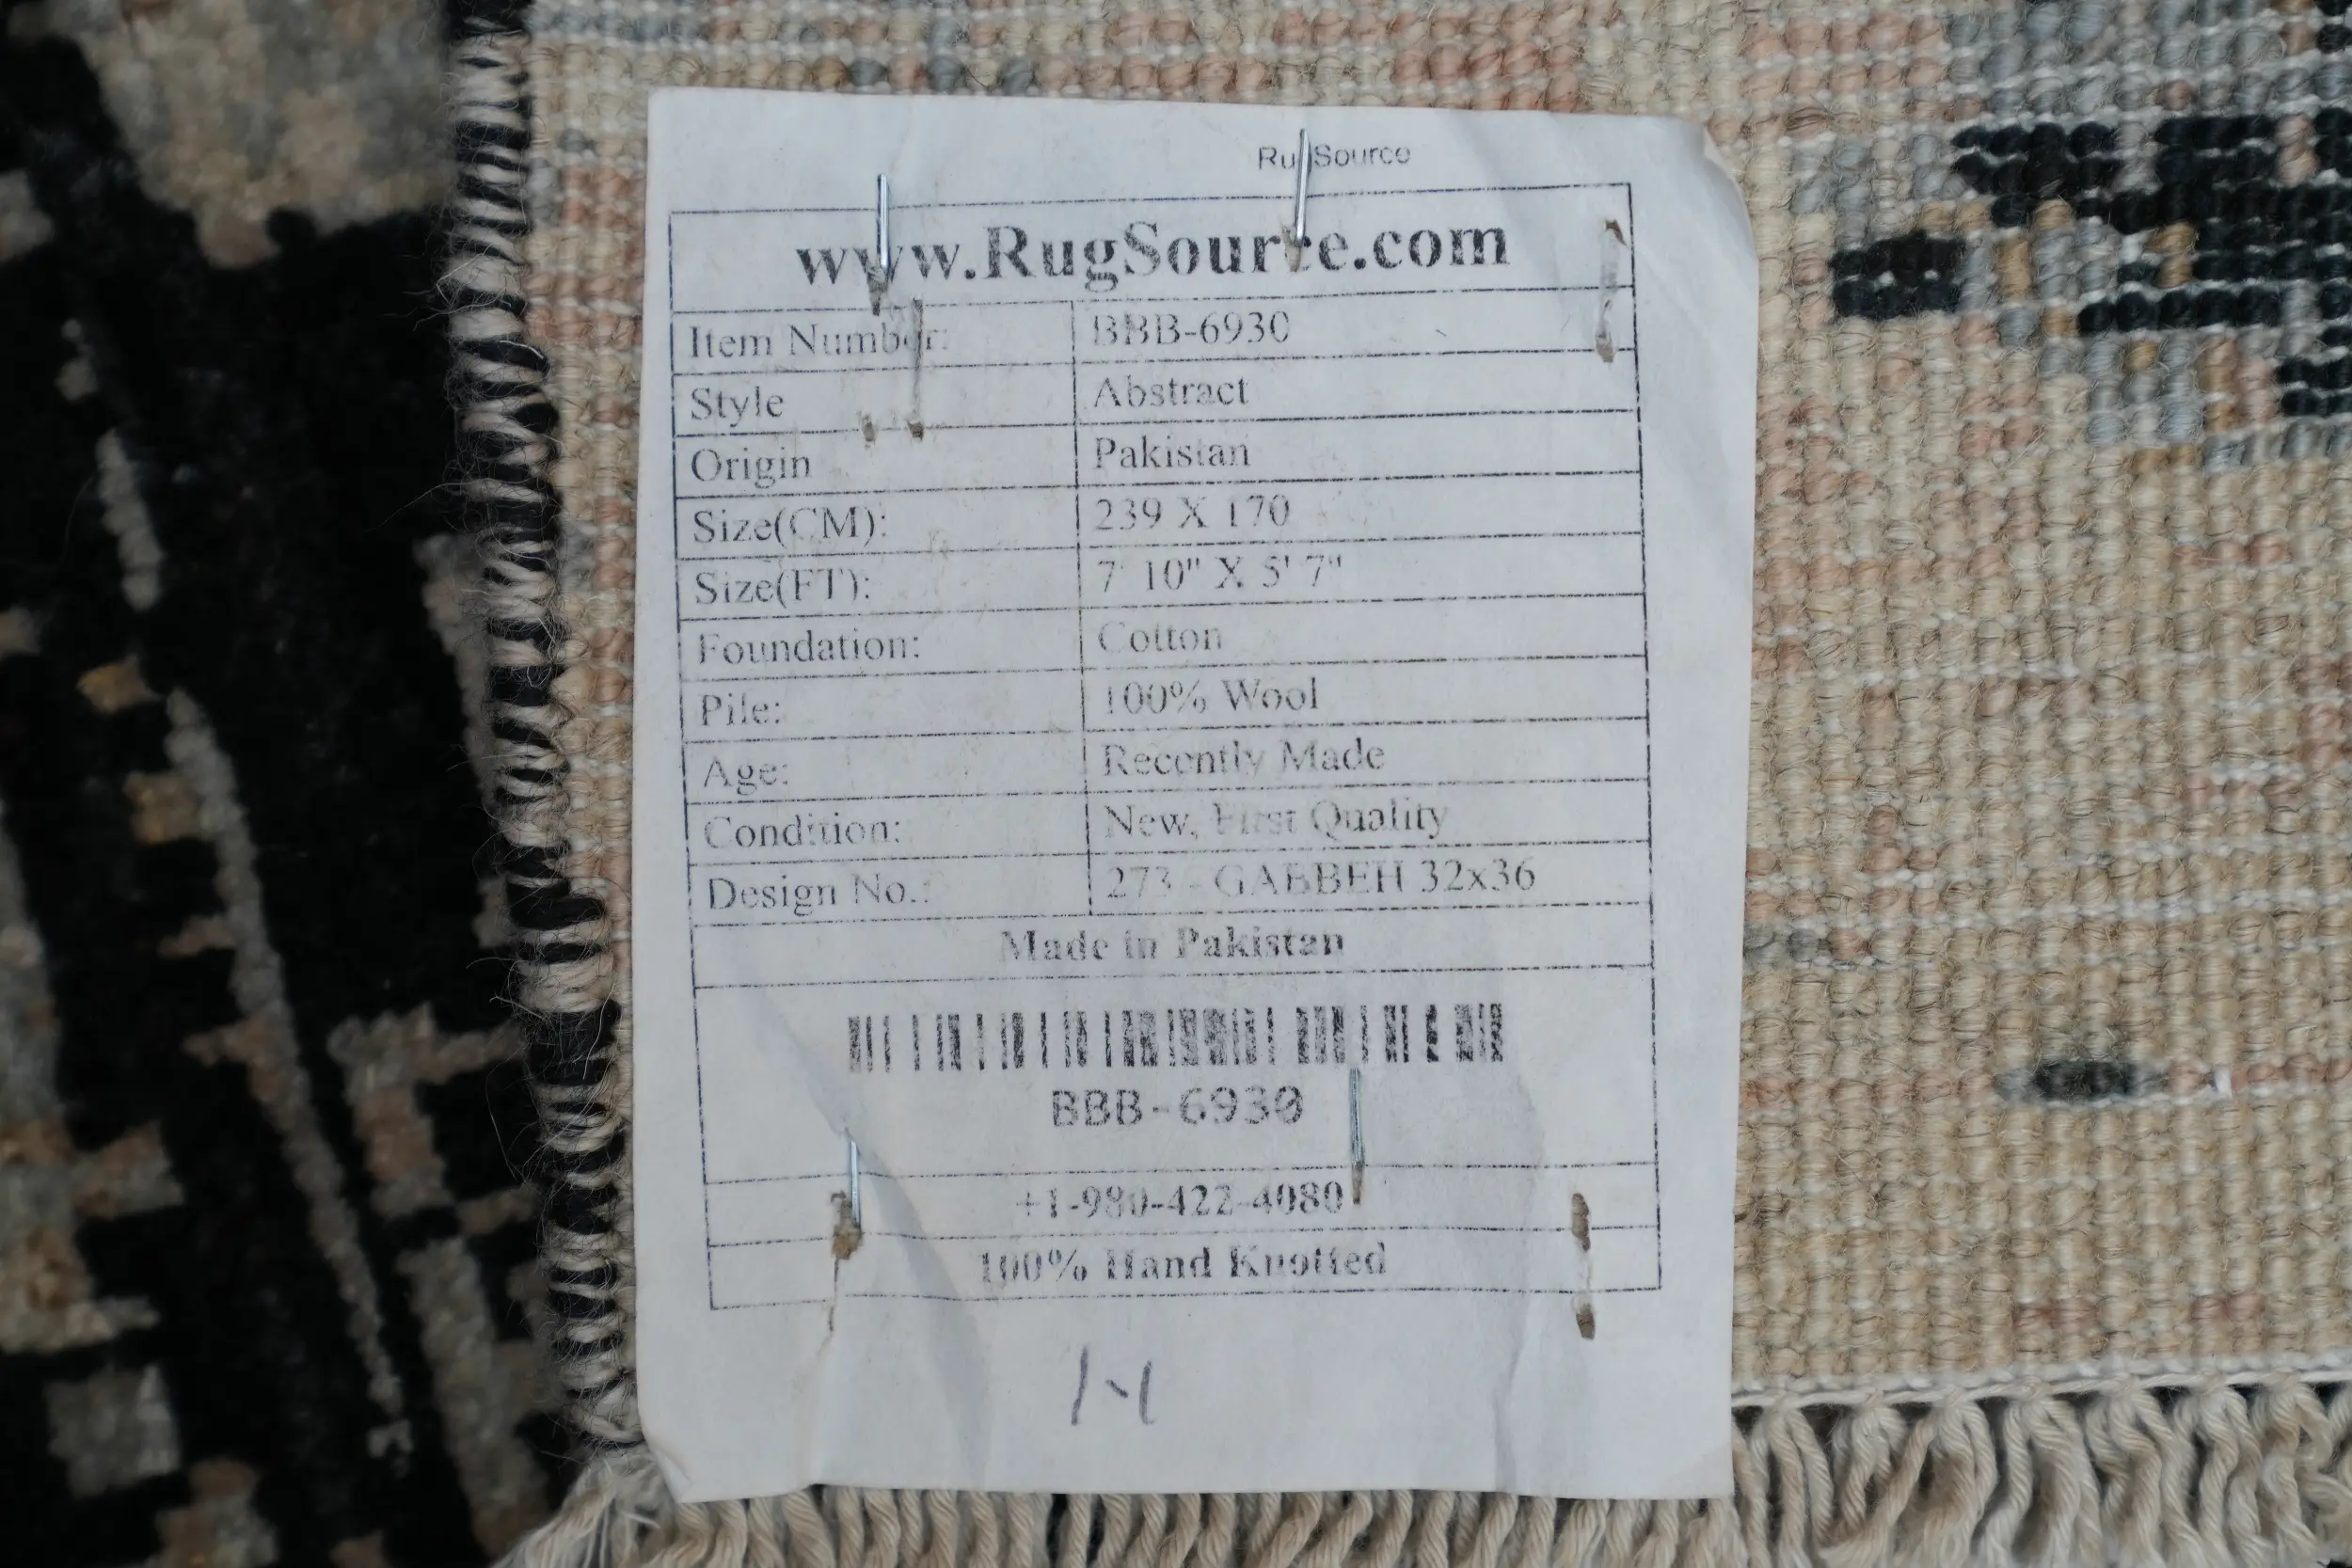 RugSource
www.RugSource.com
Item Number: BBB-6930
Style Abstract
Origin Pakistan
Size(CM): 239 X 170
Size(FT): 7' 10" X 5' 7"
Foundation: Cotton
Pile: 100% Wool
Age: Recently Made
Condition: New, First Quality
Design No.: 273 - GABBEH 32x36
Made in Pakistan
BBB-6930
+1-980-422-4080
100% Hand Knotted
1-1